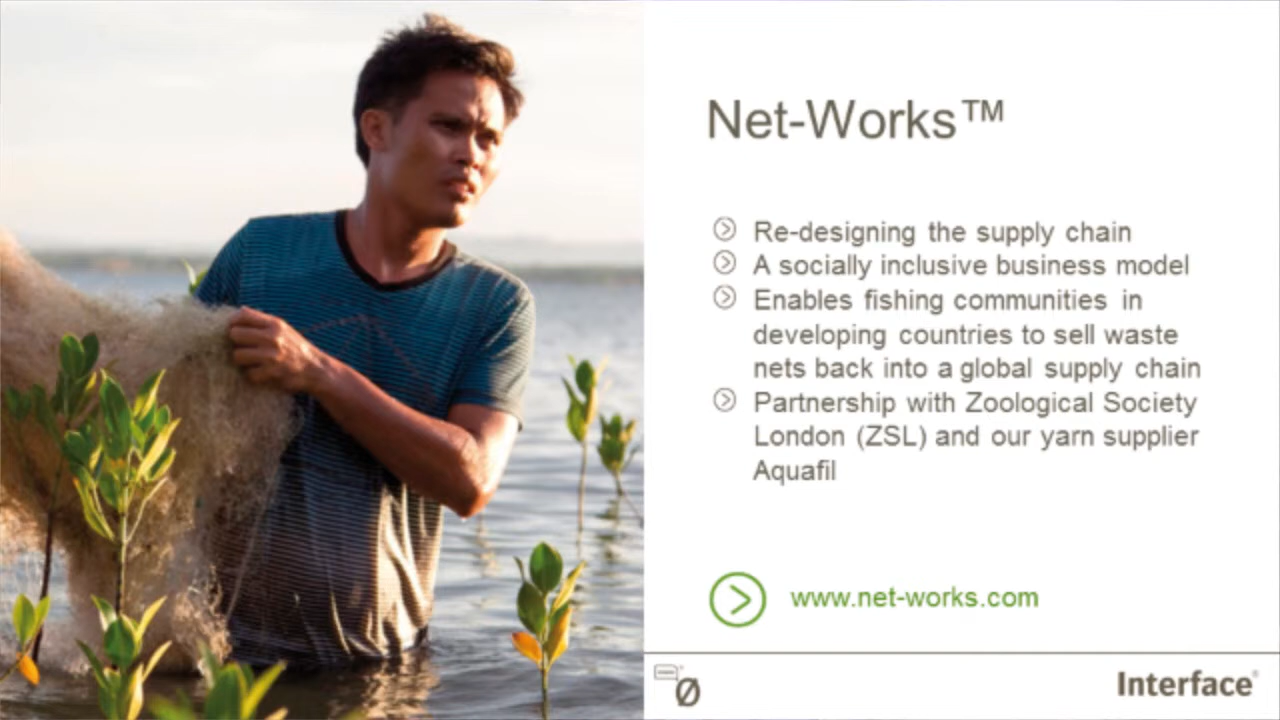 Net-Works™
Re-designing the supply chain
A socially inclusive business model
Enables fishing communities in
developing countries to sell waste
nets back into a global supply chain
Partnership with Zoological Society
London (ZSL) and our yarn supplier
Aquafil
www.net-works.com
Ø
Interface®